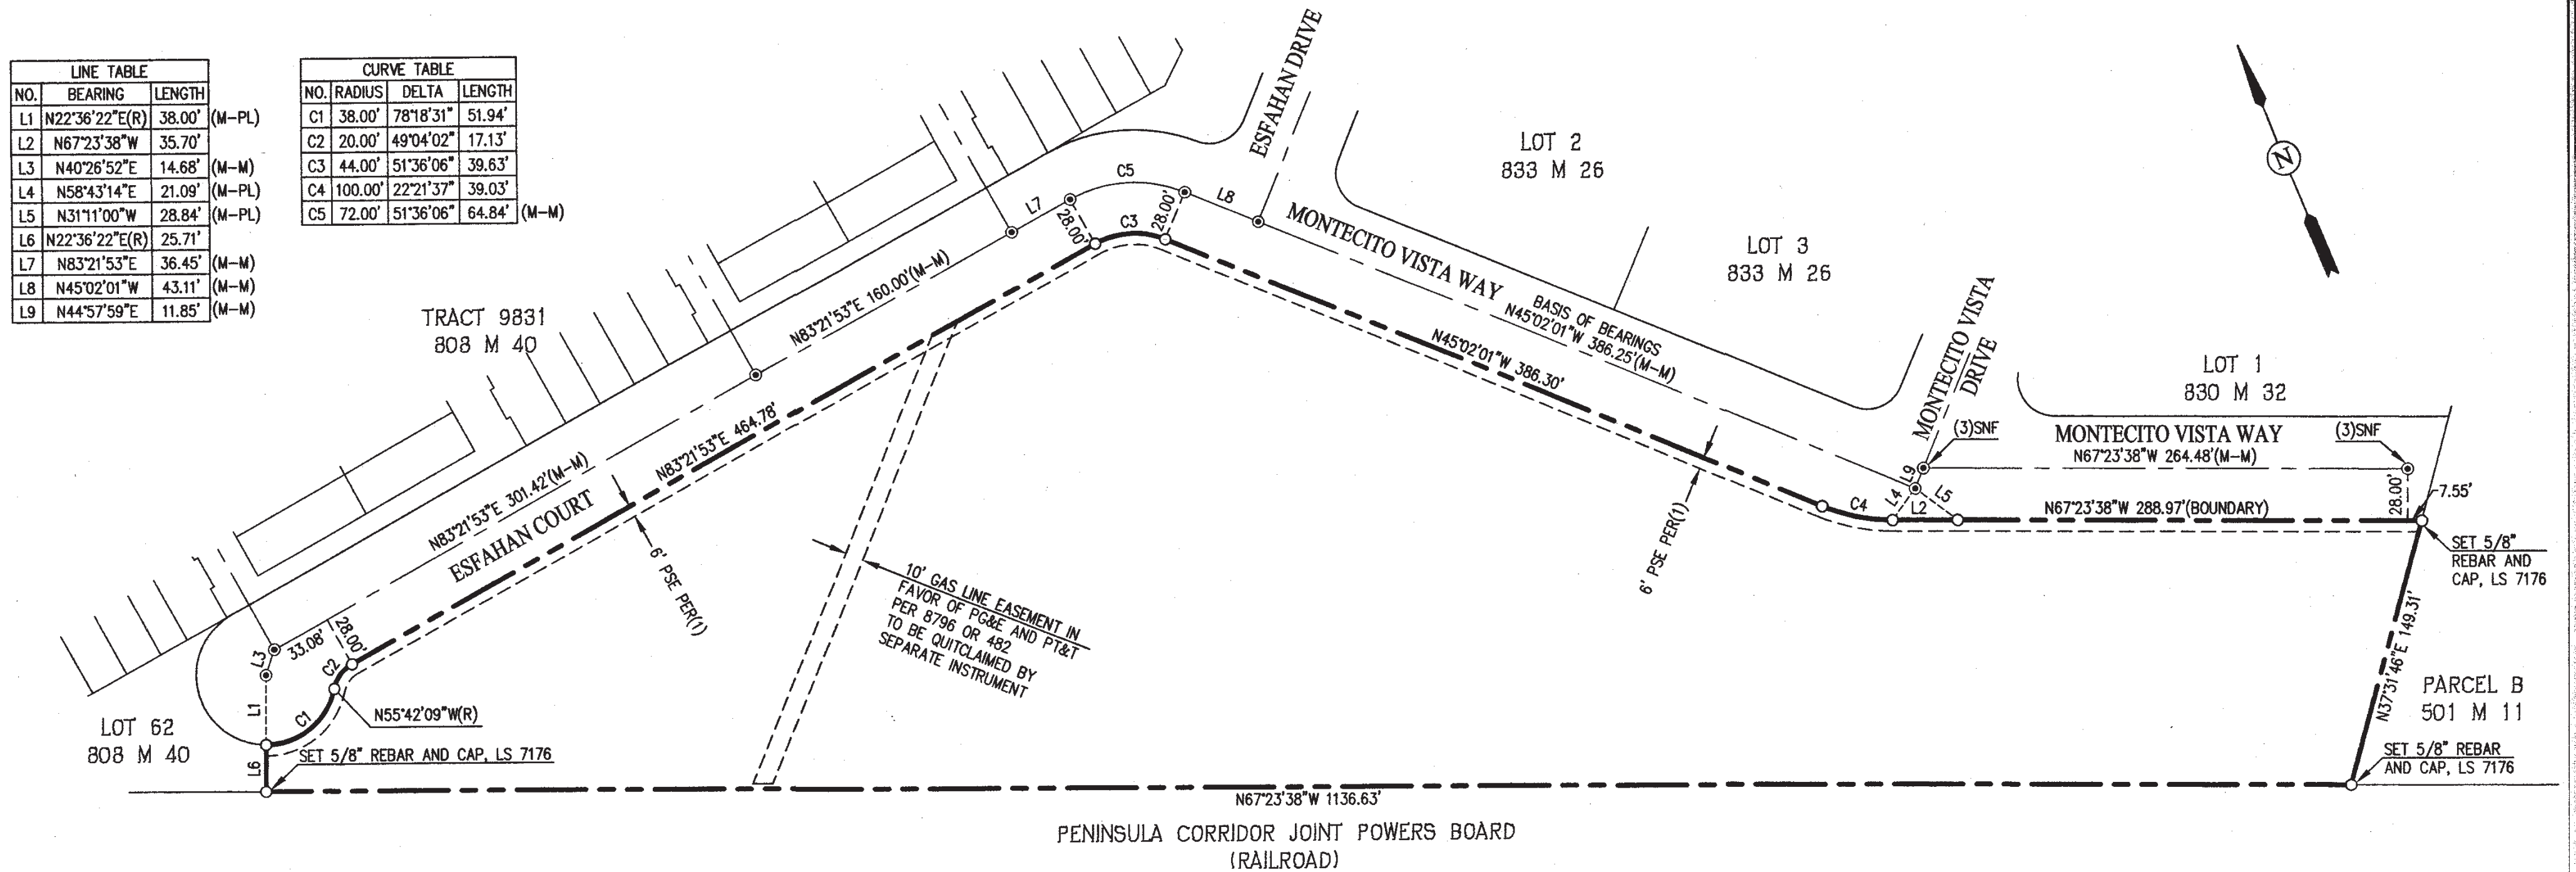 LINE TABLE
NO. BEARING LENGTH
L1 N22°36'22"E(R) 38.00' (M-PL)
L2 N67°23'38"W 35.70'
L3 N40°26'52"E 14.68' (M-M)
L4 N58°43'14"E 21.09' (M-PL)
L5 N31°11'00"W 28.84' (M-PL)
L6 N22°36'22"E(R) 25.71'
L7 N83°21'53"E 36.45' (M-M)
L8 N45°02'01"W 43.11' (M-M)
L9 N44°57'59"E 11.85' (M-M)
CURVE TABLE
NO. RADIUS DELTA LENGTH
C1 38.00' 78°18'31" 51.94'
C2 20.00' 49°04'02" 17.13'
C3 44.00' 51°36'06" 39.63'
C4 100.00' 22°21'37" 39.03'
C5 72.00' 51°36'06" 64.84' (M-M)
TRACT 9831
808 M 40
ESFAHAN DRIVE
LOT 2
833 M 26
LOT 3
833 M 26
N
C5
L7
L8
28.00'
C3
28.00'
MONTECITO VISTA WAY
BASIS OF BEARINGS
N45°02'01"W 386.25'(M-M)
N45°02'01"W 386.30'
N83°21'53"E 160.00'(M-M)
N83°21'53"E 464.78'
N83°21'53"E 301.42'(M-M)
ESFAHAN COURT
6' PSE PER(1)
10' GAS LINE EASEMENT IN
FAVOR OF PG&E AND PT&T
PER 8796 OR 482
TO BE QUITCLAIMED BY
SEPARATE INSTRUMENT
6' PSE PER(1)
MONTECITO VISTA
DRIVE
LOT 1
830 M 32
(3)SNF
MONTECITO VISTA WAY
(3)SNF
N67°23'38"W 264.48'(M-M)
L9
L4
L5
C4
L2
N67°23'38"W 288.97'(BOUNDARY)
28.00'
7.55'
SET 5/8"
REBAR AND
CAP, LS 7176
N37°31'46"E 149.31'
PARCEL B
501 M 11
SET 5/8" REBAR
AND CAP, LS 7176
L3
33.08'
28.00'
C2
L1
C1
N55°42'09"W(R)
LOT 62
808 M 40
L6
SET 5/8" REBAR AND CAP, LS 7176
N67°23'38"W 1136.63'
PENINSULA CORRIDOR JOINT POWERS BOARD
(RAILROAD)